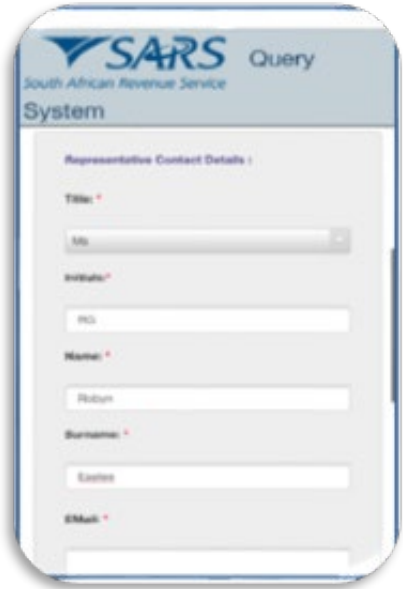 SARS Query
South African Revenue Service
System
Representative Contact Details :
Title: *
Ms
Initials:*
RG
Name: *
Robyn
Surname: *
Eastes
EMail: *